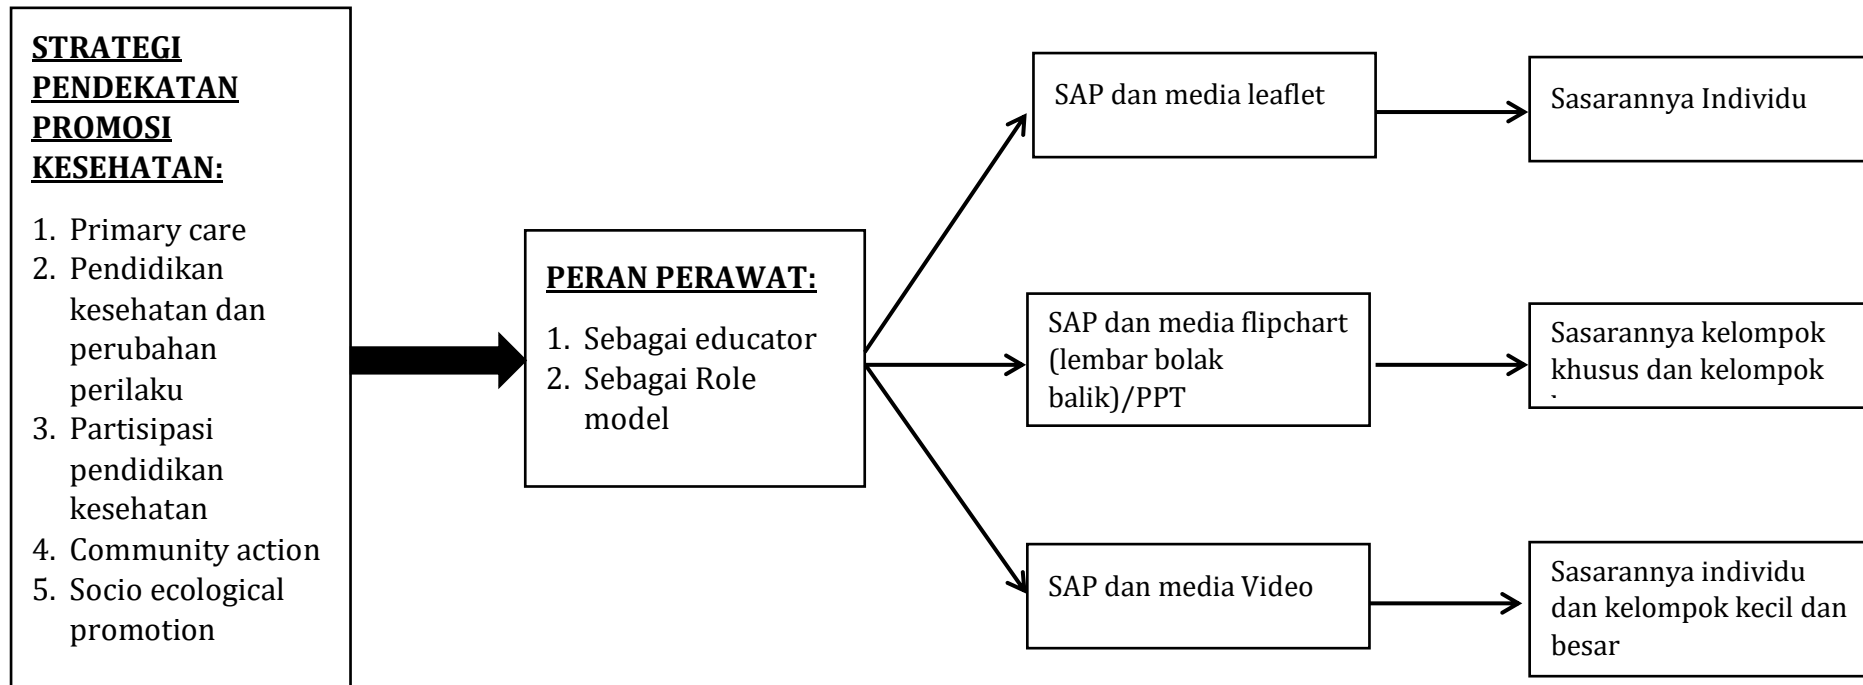 STRATEGI
PENDEKATAN
PROMOSI
KESEHATAN:
1. Primary care
2. Pendidikan
kesehatan dan
perubahan
perilaku
3. Partisipasi
pendidikan
kesehatan
4. Community action
5. Socio ecological
promotion
PERAN PERAWAT:
1. Sebagai educator
2. Sebagai Role
model
SAP dan media leaflet
Sasarannya Individu
SAP dan media flipchart
(lembar bolak
balik)/PPT
Sasarannya kelompok
khusus dan kelompok
SAP dan media Video
Sasarannya individu
dan kelompok kecil dan
besar